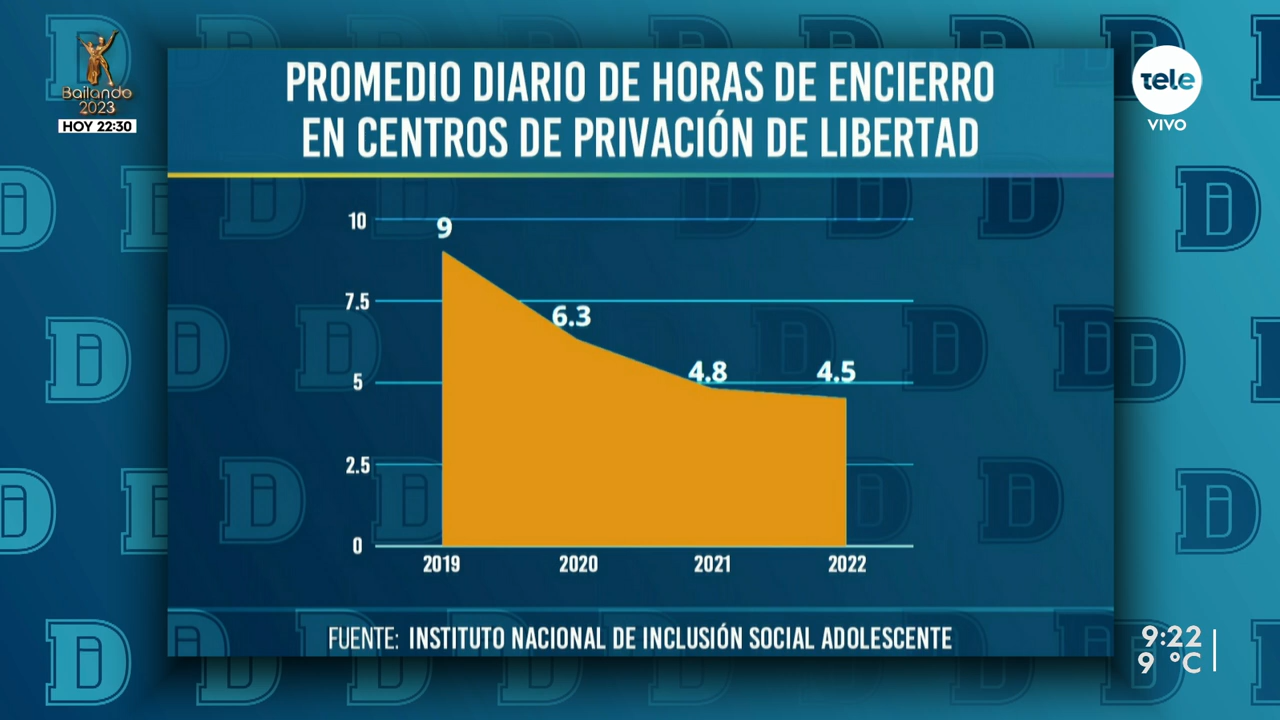 Bailando
2023
HOY 22:30
PROMEDIO DIARIO DE HORAS DE ENCIERRO
EN CENTROS DE PRIVACIÓN DE LIBERTAD
tele
VIVO
10
9
7.5
6.3
5
4.8
4.5
2.5
0
2019
2020
2021
2022
FUENTE: INSTITUTO NACIONAL DE INCLUSIÓN SOCIAL ADOLESCENTE
9:22
9 °C